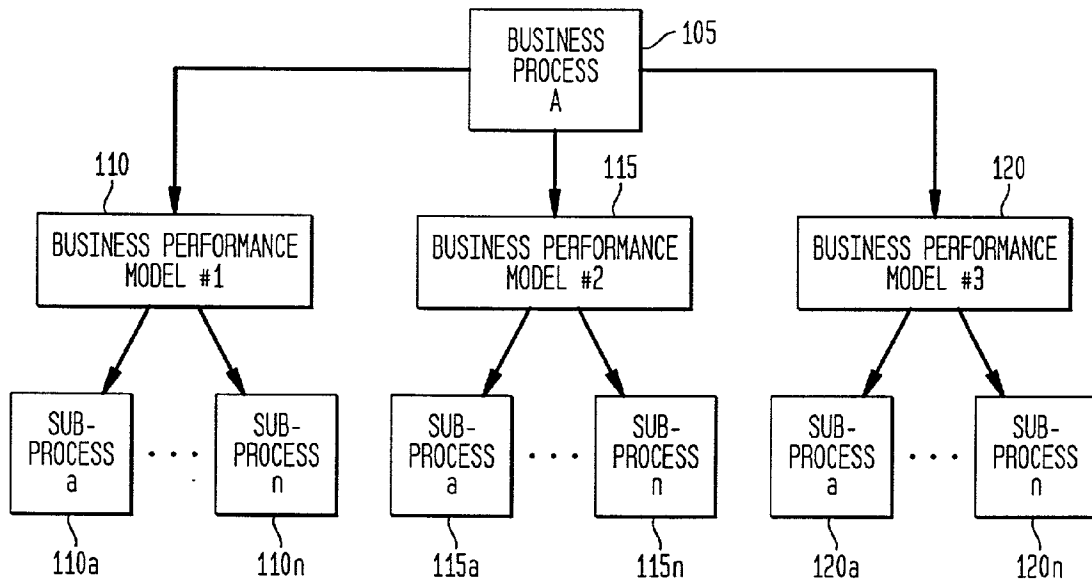 BUSINESS
PROCESS
A
105
110
115
120
BUSINESS PERFORMANCE
MODEL #1
BUSINESS PERFORMANCE
MODEL #2
BUSINESS PERFORMANCE
MODEL #3
SUB-
PROCESS
a
. . .
SUB-
PROCESS
n
SUB-
PROCESS
a
. . .
SUB-
PROCESS
n
SUB-
PROCESS
a
. . .
SUB-
PROCESS
n
110a
110n
115a
115n
120a
120n